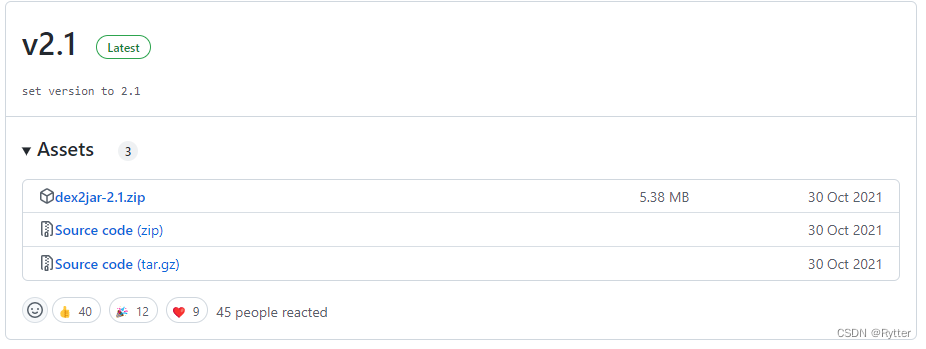 v2.1 Latest
set version to 2.1
Assets 3
dex2jar-2.1.zip 5.38 MB 30 Oct 2021
Source code (zip) 30 Oct 2021
Source code (tar.gz) 30 Oct 2021
40 12 9 45 people reacted
CSDN @Rytter